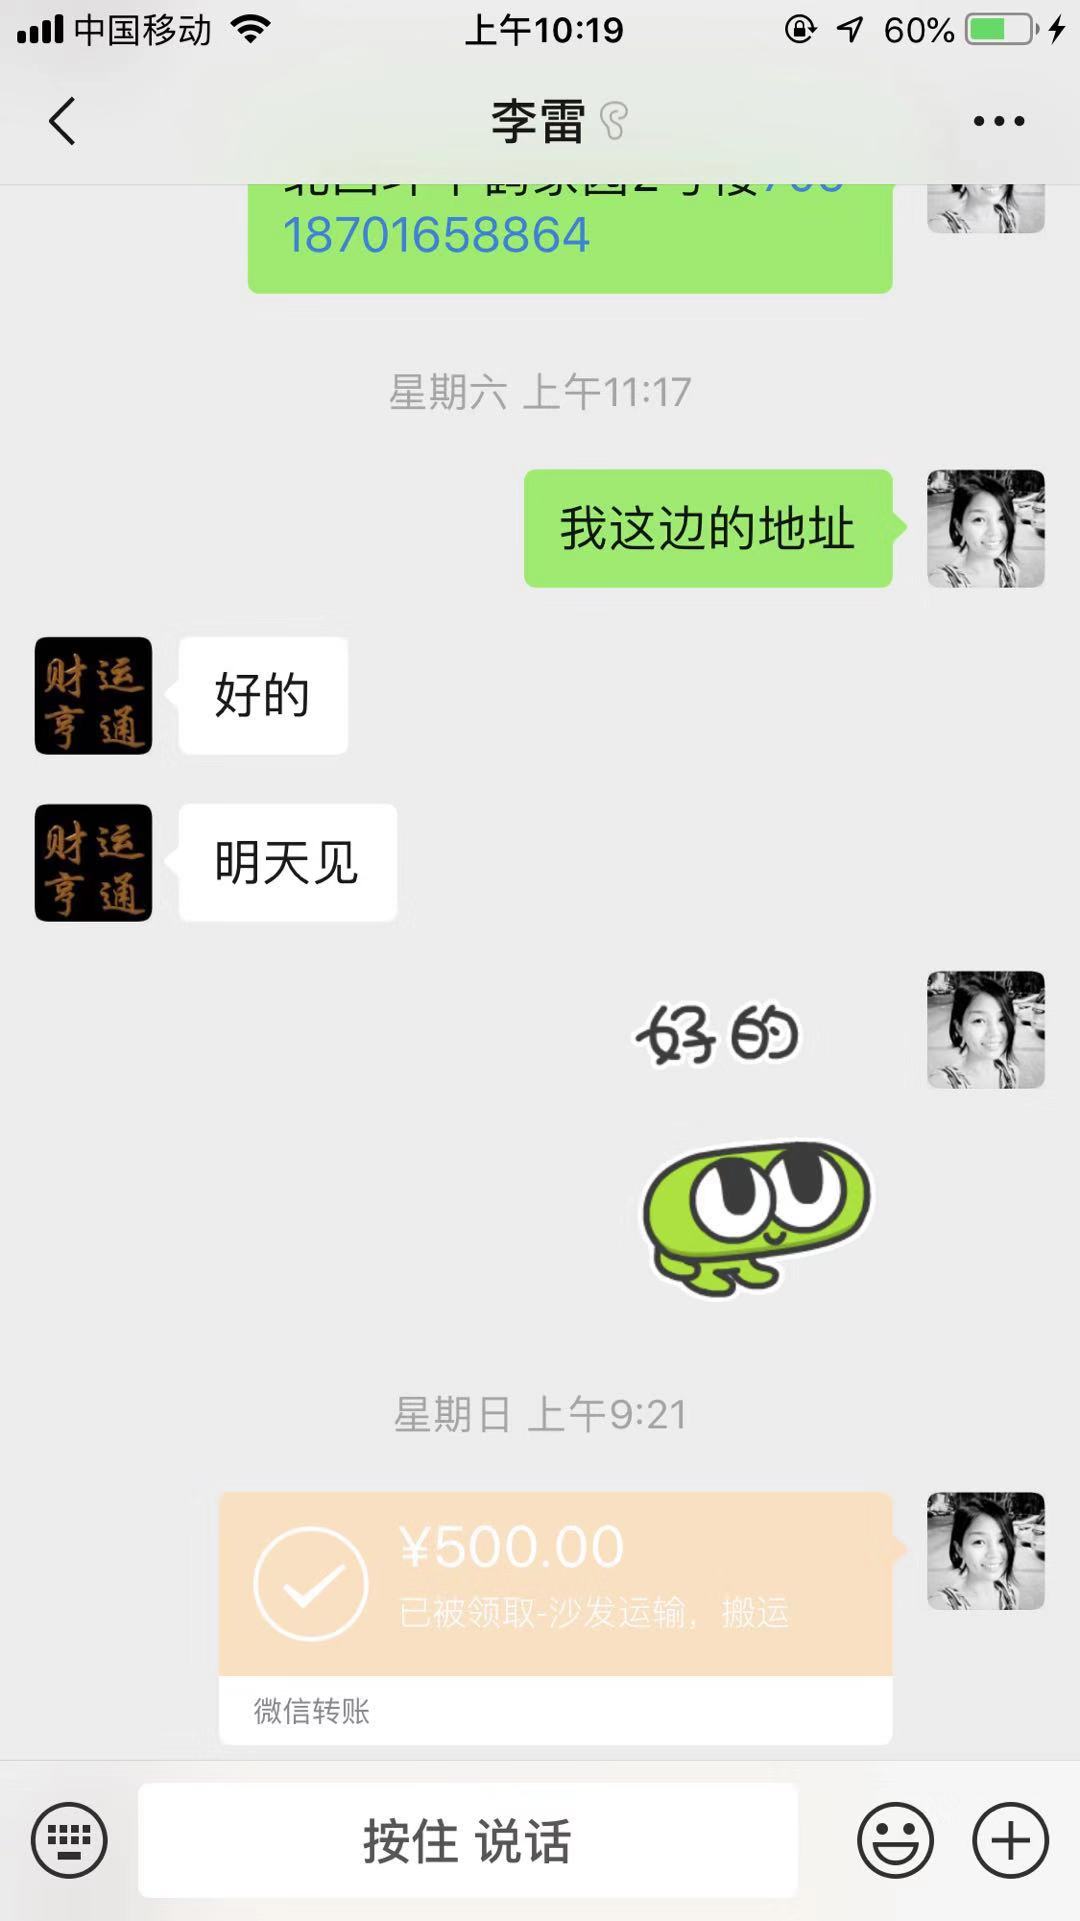 中国移动
上午10:19
60%
李雷
18701658864
星期六 上午11:17
我这边的地址
财运
亨通
好的
财运
亨通
明天见
好的
星期日 上午9:21
¥500.00
已被领取-沙发运输，搬运
微信转账
按住 说话